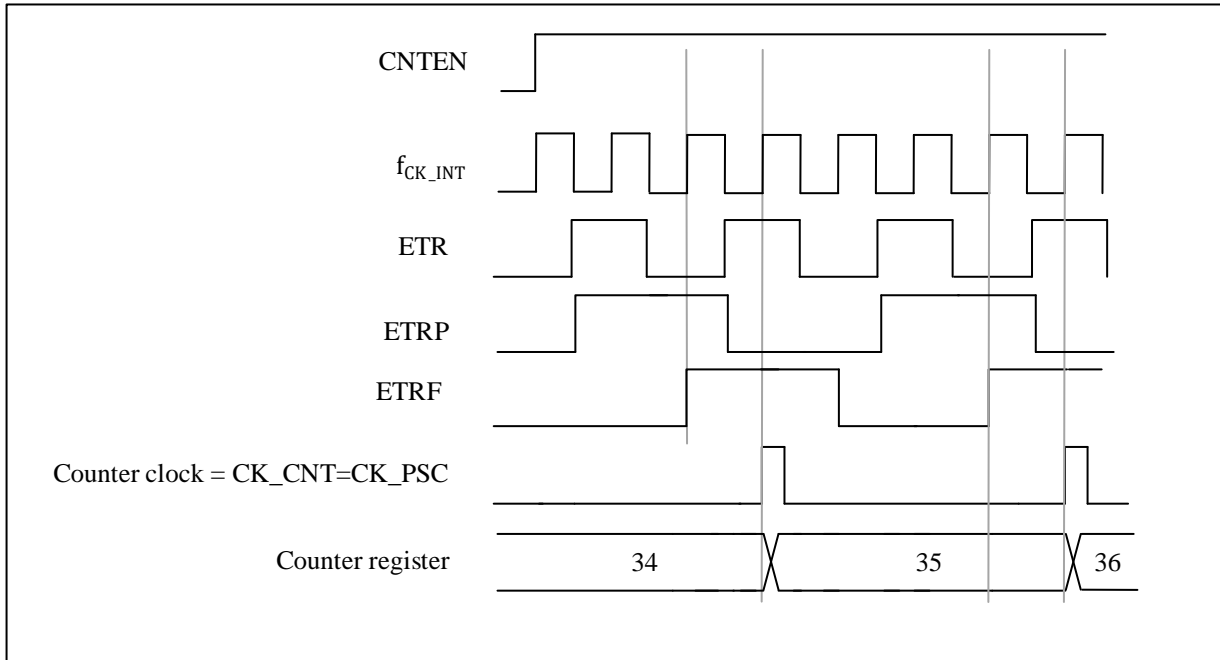 CNTEN
fCK_INT
ETR
ETRP
ETRF
Counter clock = CK_CNT=CK_PSC
Counter register 34 35 36